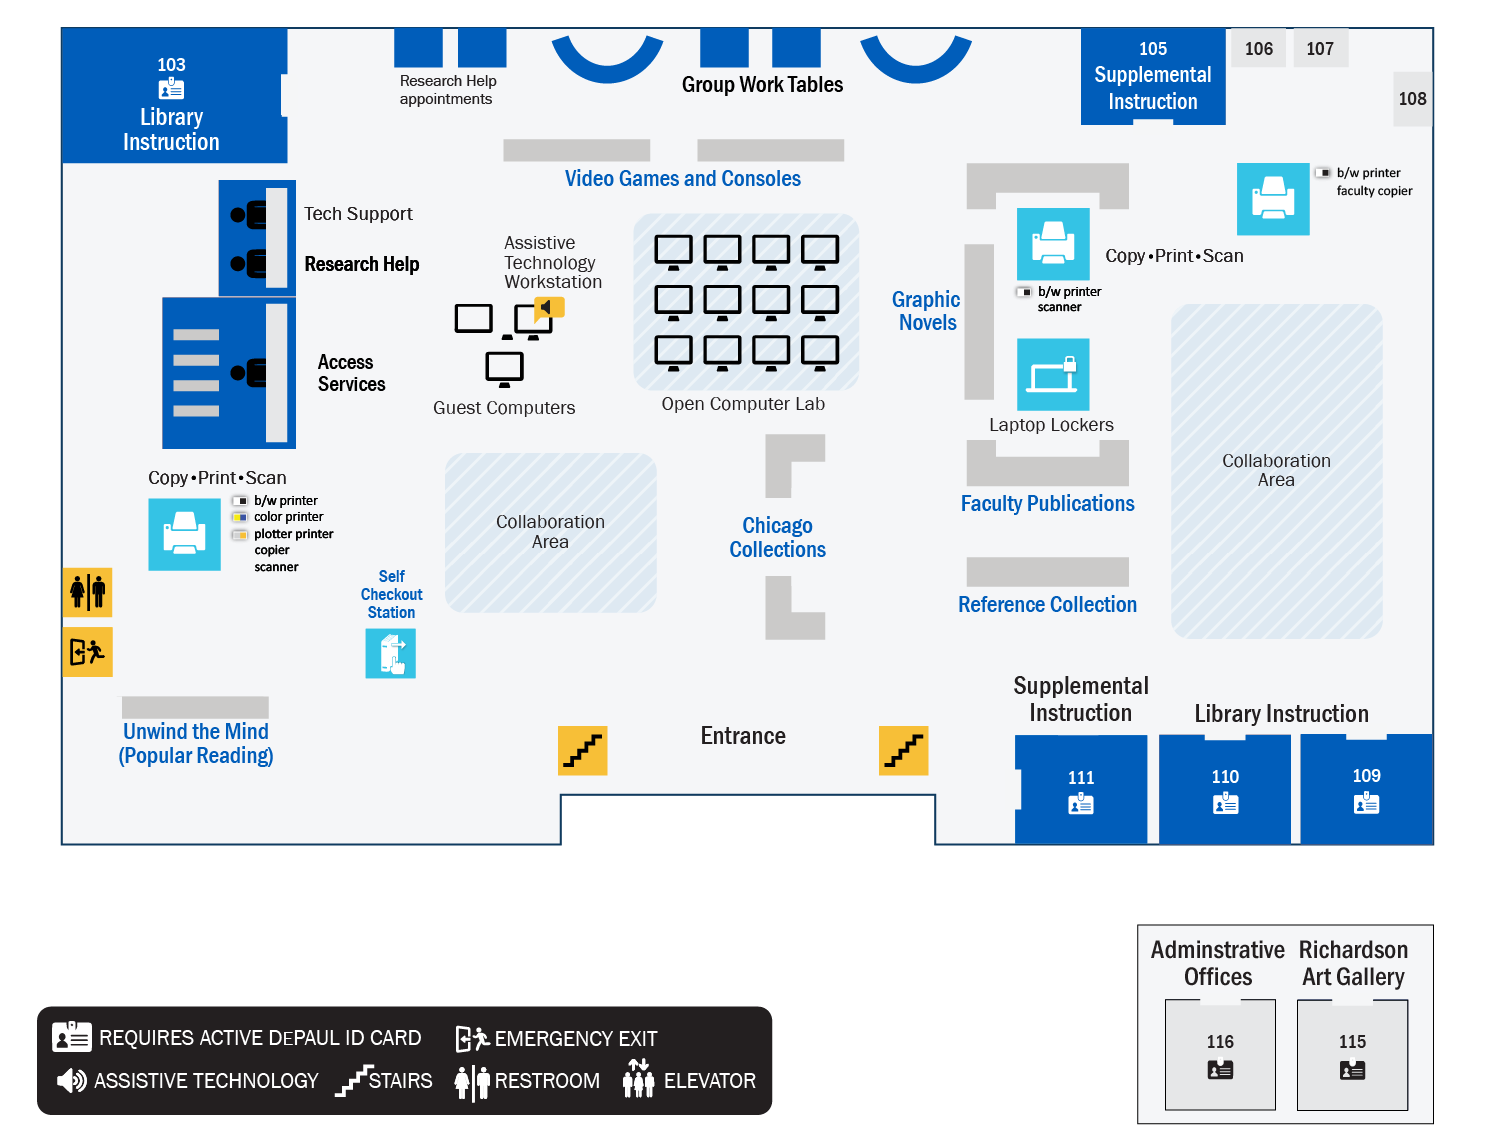 103
Library
Instruction
Research Help
appointments
Group Work Tables
105
Supplemental
Instruction
106
107
108
Video Games and Consoles
b/w printer
faculty copier
Tech Support
Research Help
Assistive
Technology
Workstation
Copy•Print•Scan
b/w printer
scanner
Graphic
Novels
Access
Services
Guest Computers
Open Computer Lab
Laptop Lockers
Collaboration
Area
Copy•Print•Scan
b/w printer
color printer
plotter printer
copier
scanner
Collaboration
Area
Chicago
Collections
Faculty Publications
Self
Checkout
Station
Reference Collection
Unwind the Mind
(Popular Reading)
Entrance
Supplemental
Instruction
Library Instruction
111
110
109
Adminstrative
Offices
Richardson
Art Gallery
116
115
REQUIRES ACTIVE DEPAUL ID CARD
EMERGENCY EXIT
ASSISTIVE TECHNOLOGY
STAIRS
RESTROOM
ELEVATOR